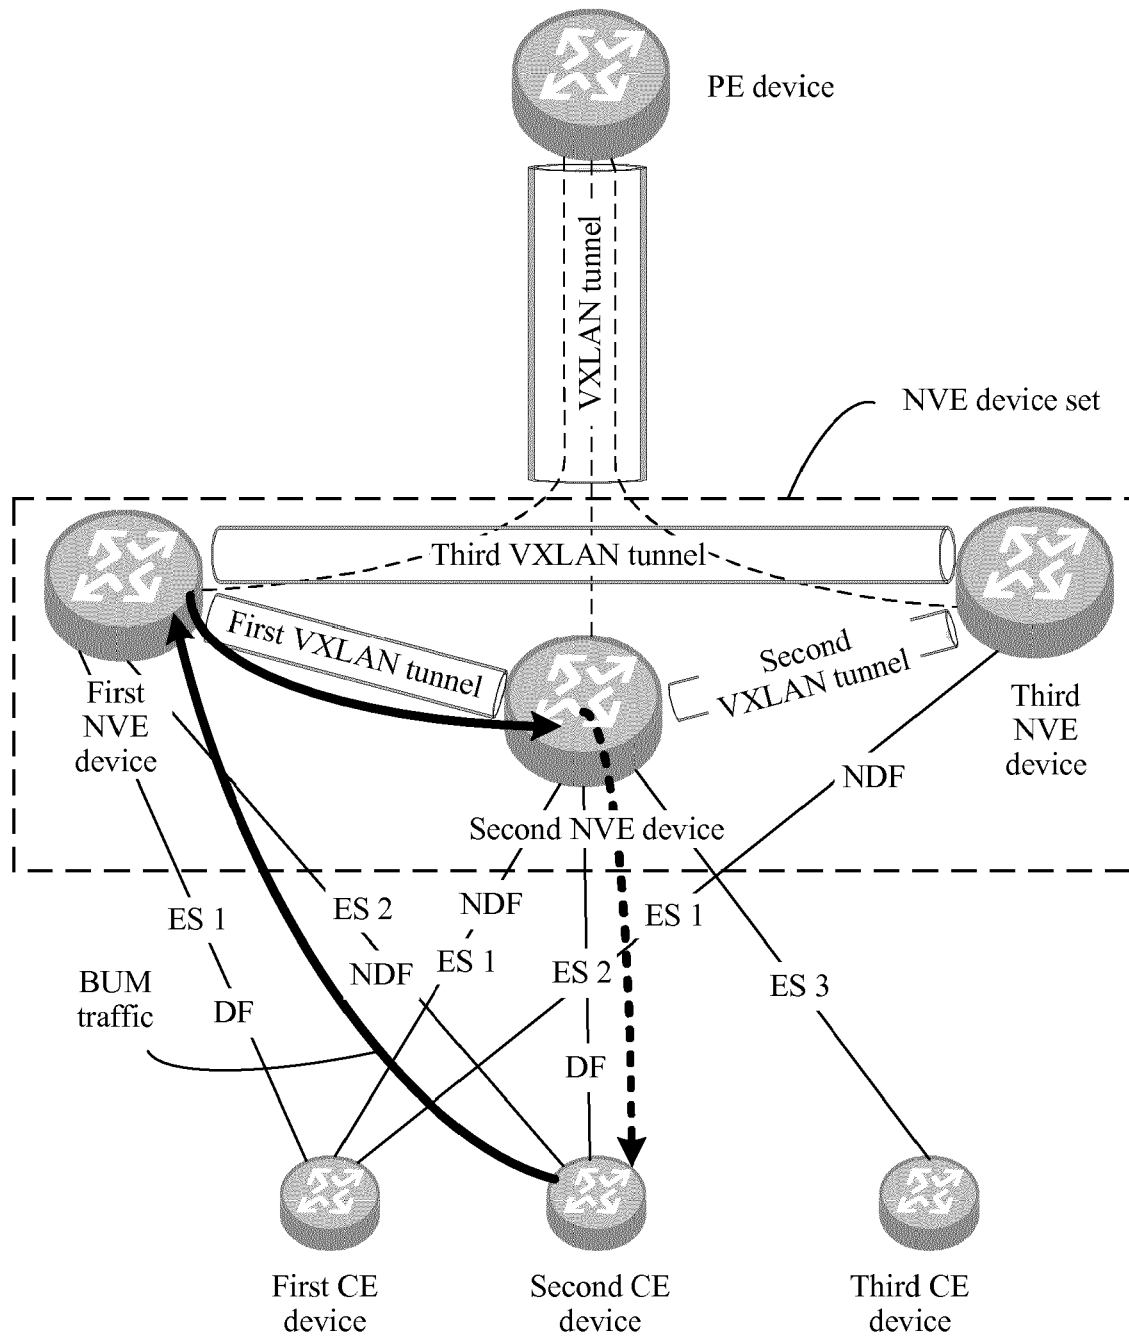 PE device
VXLAN tunnel
NVE device set
Third VXLAN tunnel
First VXLAN tunnel
Second
VXLAN tunnel
First
NVE
device
Third
NVE
device
NDF
Second NVE device
ES 1
ES 2
NDF
ES 1
ES 1
NDF
ES 2
ES 3
BUM
traffic
DF
DF
First CE
device
Second CE
device
Third CE
device